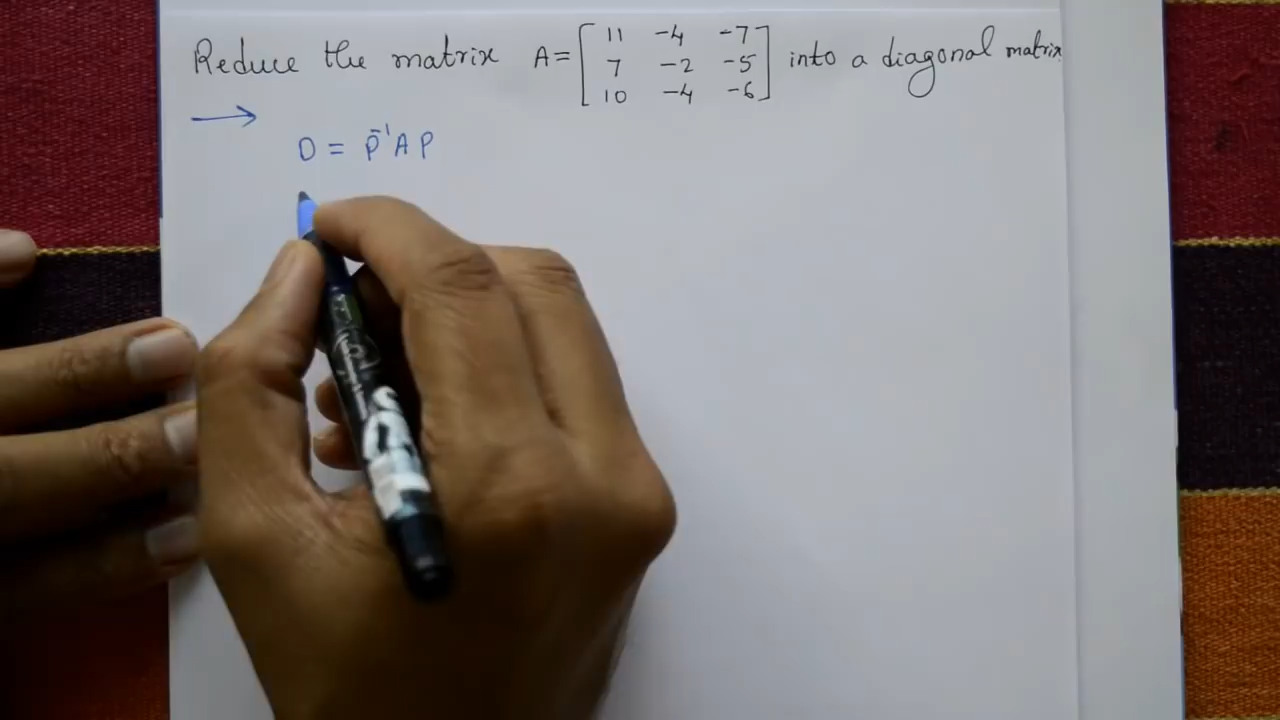 Reduce the matrix A = [ 11 -4 -7 ] into a diagonal matrix
7 -2 -5
10 -4 -6
→
D = P⁻¹ A P